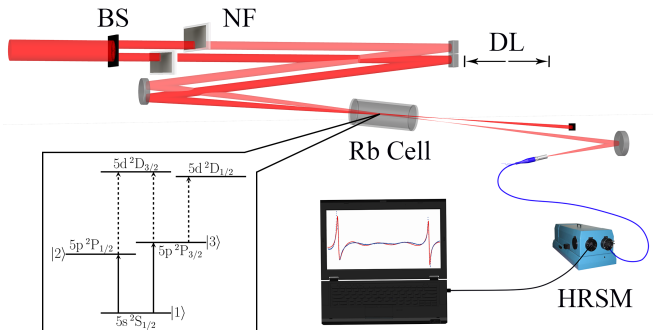 BS
NF
DL
Rb Cell
5d ²D₃/₂
5d ²D₁/₂
|2⟩
5p ²P₁/₂
|3⟩
5p ²P₃/₂
|1⟩
5s ²S₁/₂
HRSM